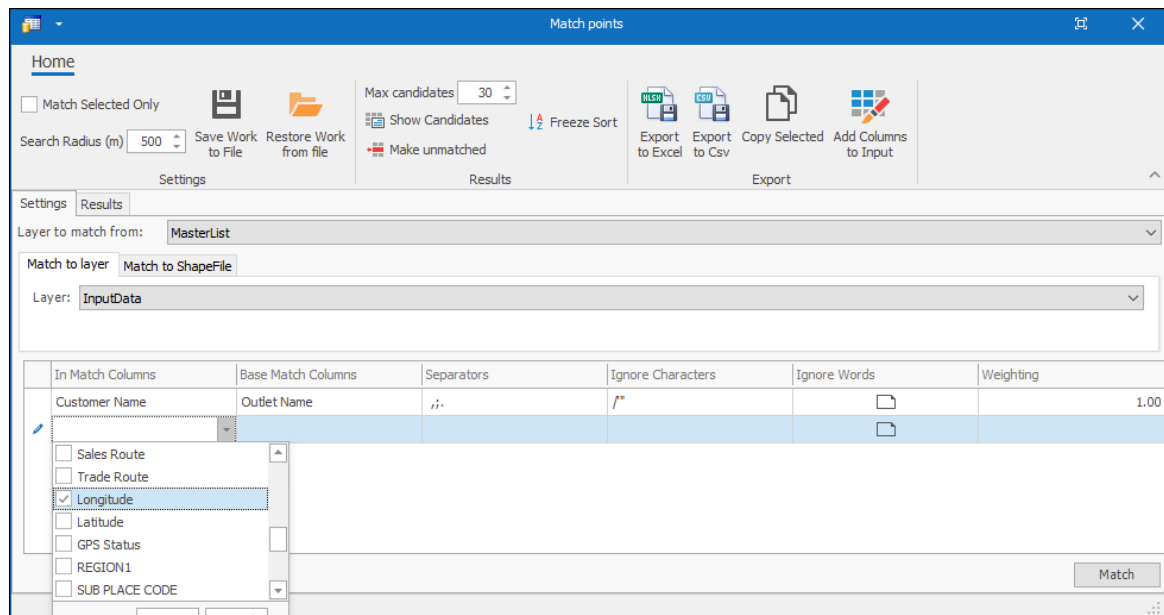 Match points
Home
Match Selected Only
Search Radius (m) 500
Save Work to File
Restore Work from file
Settings
Max candidates 30
Show Candidates
Make unmatched
Freeze Sort
Results
XLSX
Export to Excel
CSV
Export to Csv
Copy Selected
Add Columns to Input
Export
Settings Results
Layer to match from: MasterList
Match to layer Match to ShapeFile
Layer: InputData
In Match Columns Base Match Columns Separators Ignore Characters Ignore Words Weighting
Customer Name Outlet Name ,;. /'" 1.00
Sales Route
Trade Route
Longitude
Latitude
GPS Status
REGION1
SUB PLACE CODE
Match